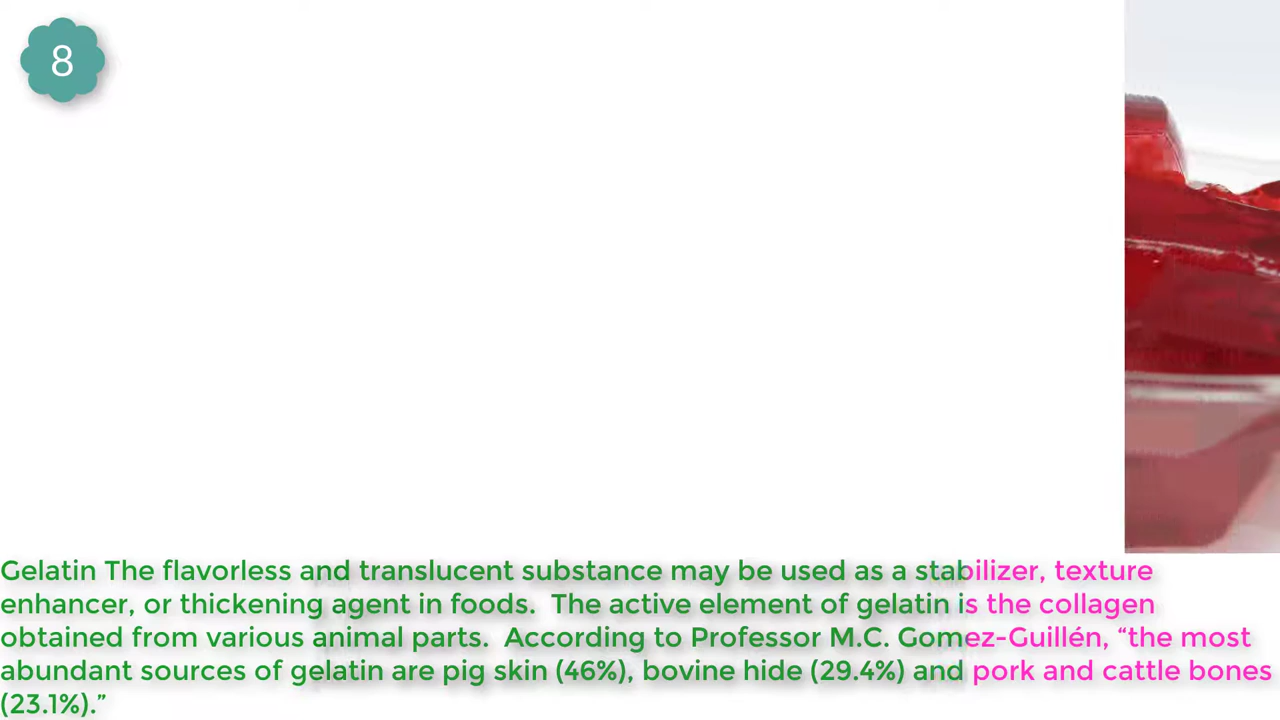 8
Gelatin The flavorless and translucent substance may be used as a stabilizer, texture
enhancer, or thickening agent in foods.  The active element of gelatin is the collagen
obtained from various animal parts.  According to Professor M.C. Gomez-Guillén, “the most
abundant sources of gelatin are pig skin (46%), bovine hide (29.4%) and pork and cattle bones
(23.1%).”